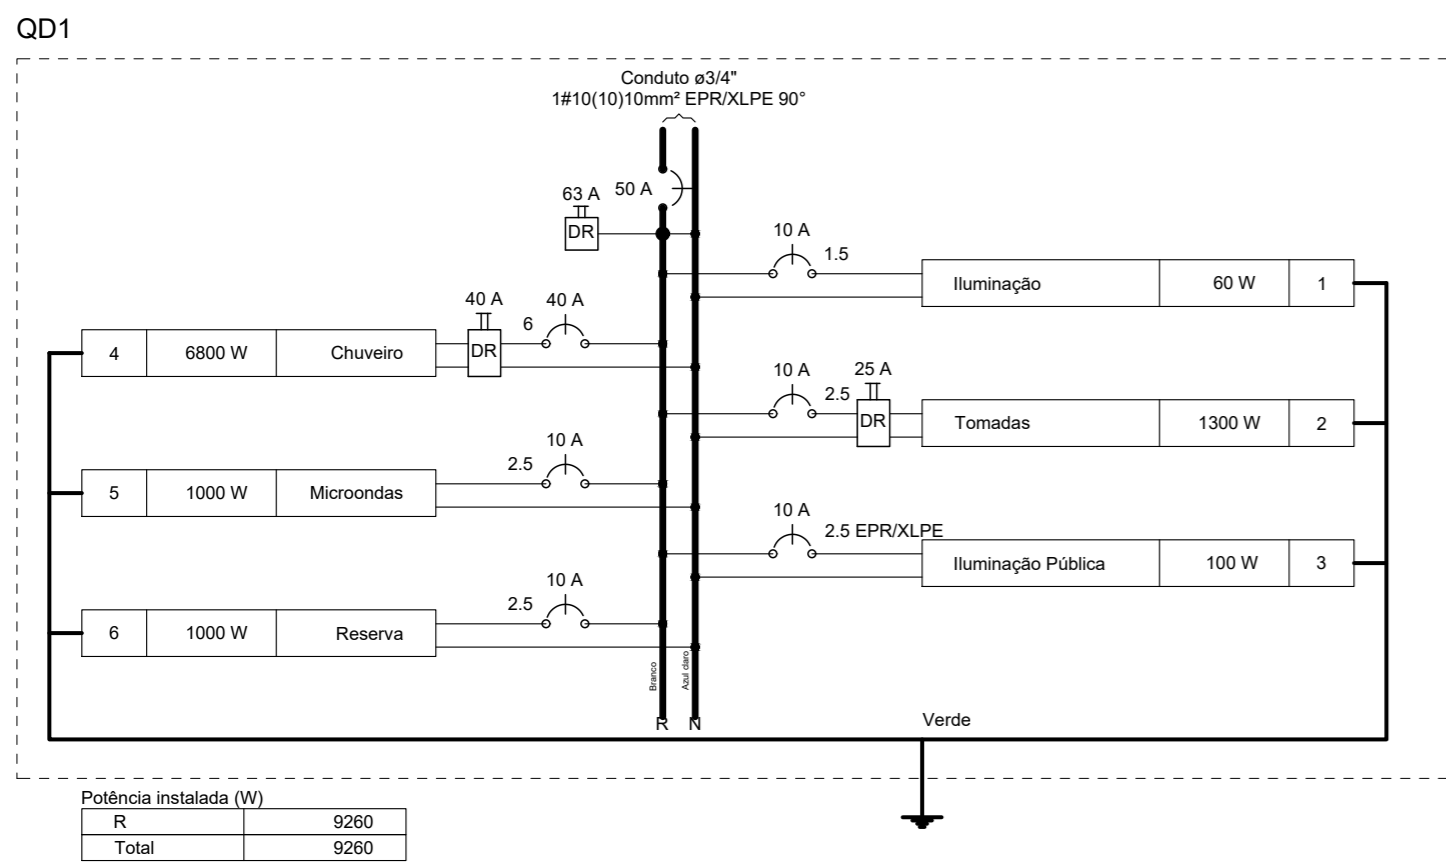 QD1
Conduto ø3/4"
1#10(10)10mm² EPR/XLPE 90°
63 A
50 A
DR
10 A
1.5
Iluminação
60 W
1
40 A
40 A
6
4
6800 W
Chuveiro
DR
10 A
25 A
2.5
DR
Tomadas
1300 W
2
10 A
2.5
5
1000 W
Microondas
10 A
2.5 EPR/XLPE
Iluminação Pública
100 W
3
10 A
2.5
6
1000 W
Reserva
Branco
Azul claro
R
N
Verde
Potência instalada (W)
R 9260
Total 9260